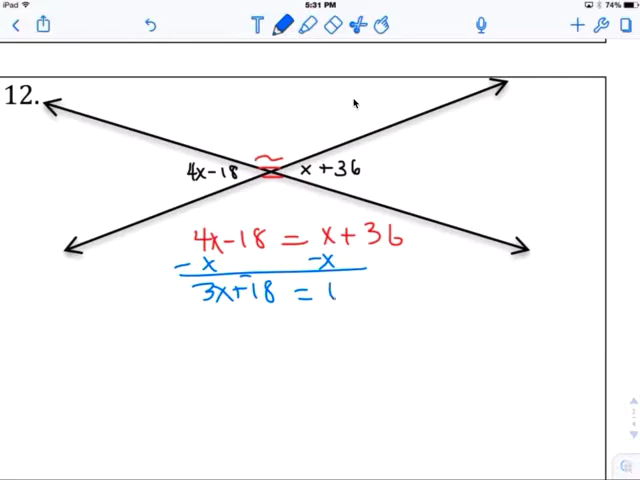 iPad
5:31 PM
74%
T
12.
4x-18
x+36
≅
4x-18 = x+36
-x -x
3x+18 = 1